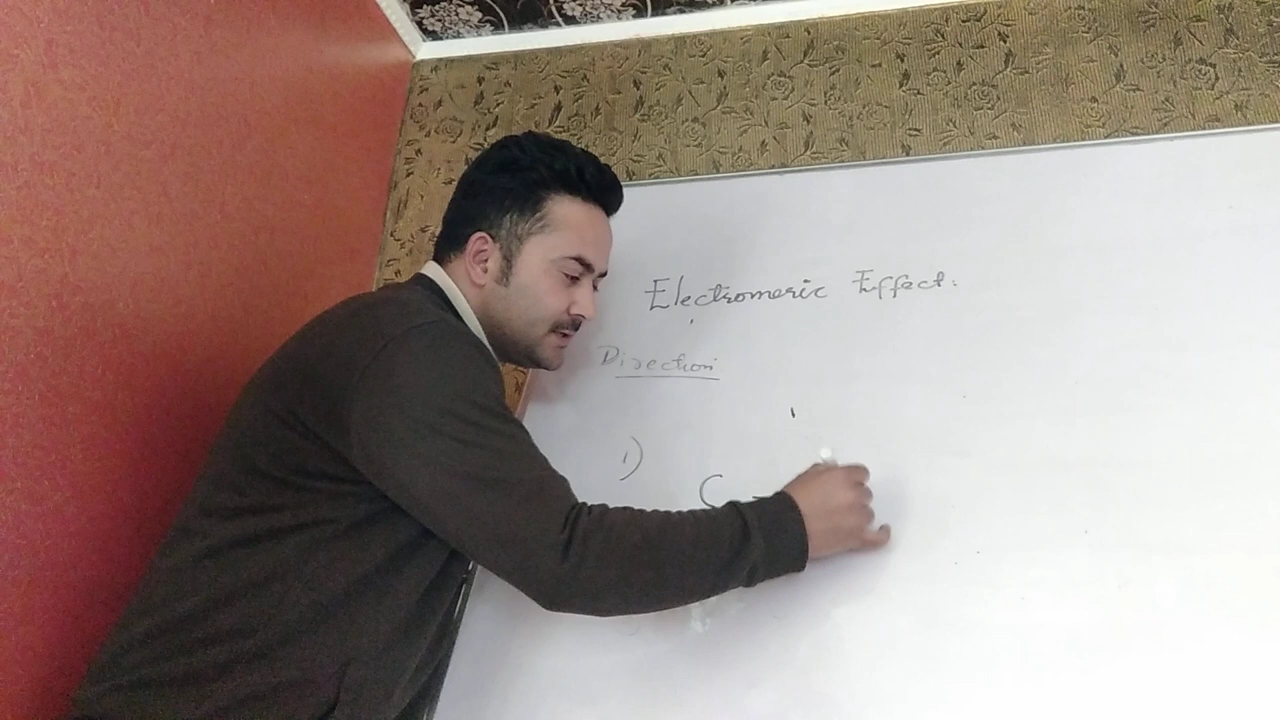 Electromeric Effect:
Direction
1)
C –